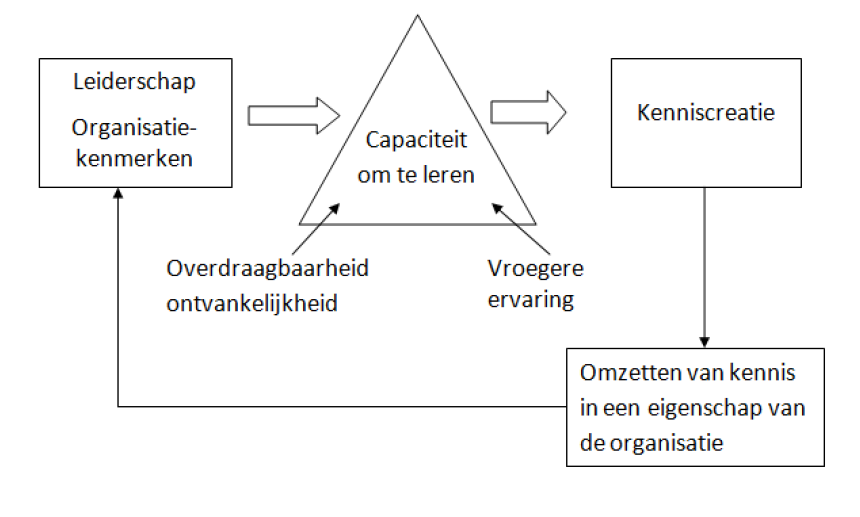 Leiderschap
Organisatie-
kenmerken
Capaciteit
om te leren
Kenniscreatie
Overdraagbaarheid
ontvankelijkheid
Vroegere
ervaring
Omzetten van kennis
in een eigenschap van
de organisatie